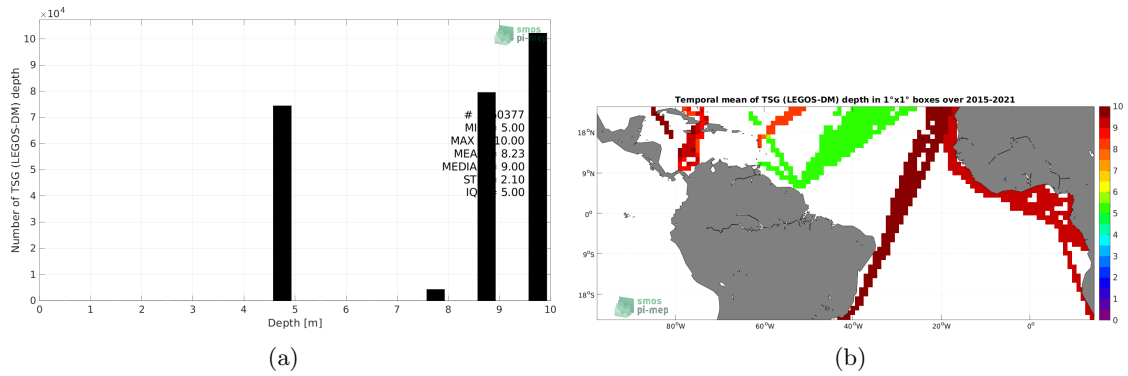 ×10⁴
smos
pi-mep
10
9
8
7
6
5
4
3
2
1
0
Number of TSG (LEGOS-DM) depth
#
60377
MI
5.00
MAX
10.00
MEA
= 8.23
MEDIA
= 9.00
ST
2.10
IQ
= 5.00
0 1 2 3 4 5 6 7 8 9 10
Depth [m]
(a)
Temporal mean of TSG (LEGOS-DM) depth in 1°x1° boxes over 2015-2021
18°N
9°N
0°
9°S
18°S
80°W 60°W 40°W 20°W 0°
smos
pi-mep
10
9
8
7
6
5
4
3
2
1
0
(b)